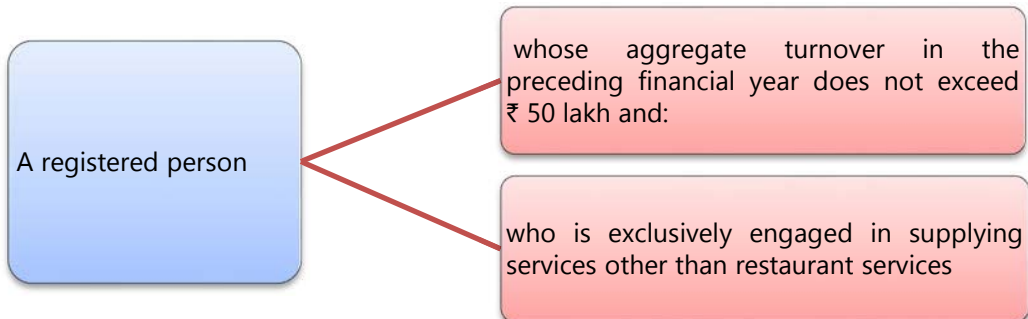 A registered person
whose aggregate turnover in the
preceding financial year does not exceed
₹ 50 lakh and:
who is exclusively engaged in supplying
services other than restaurant services